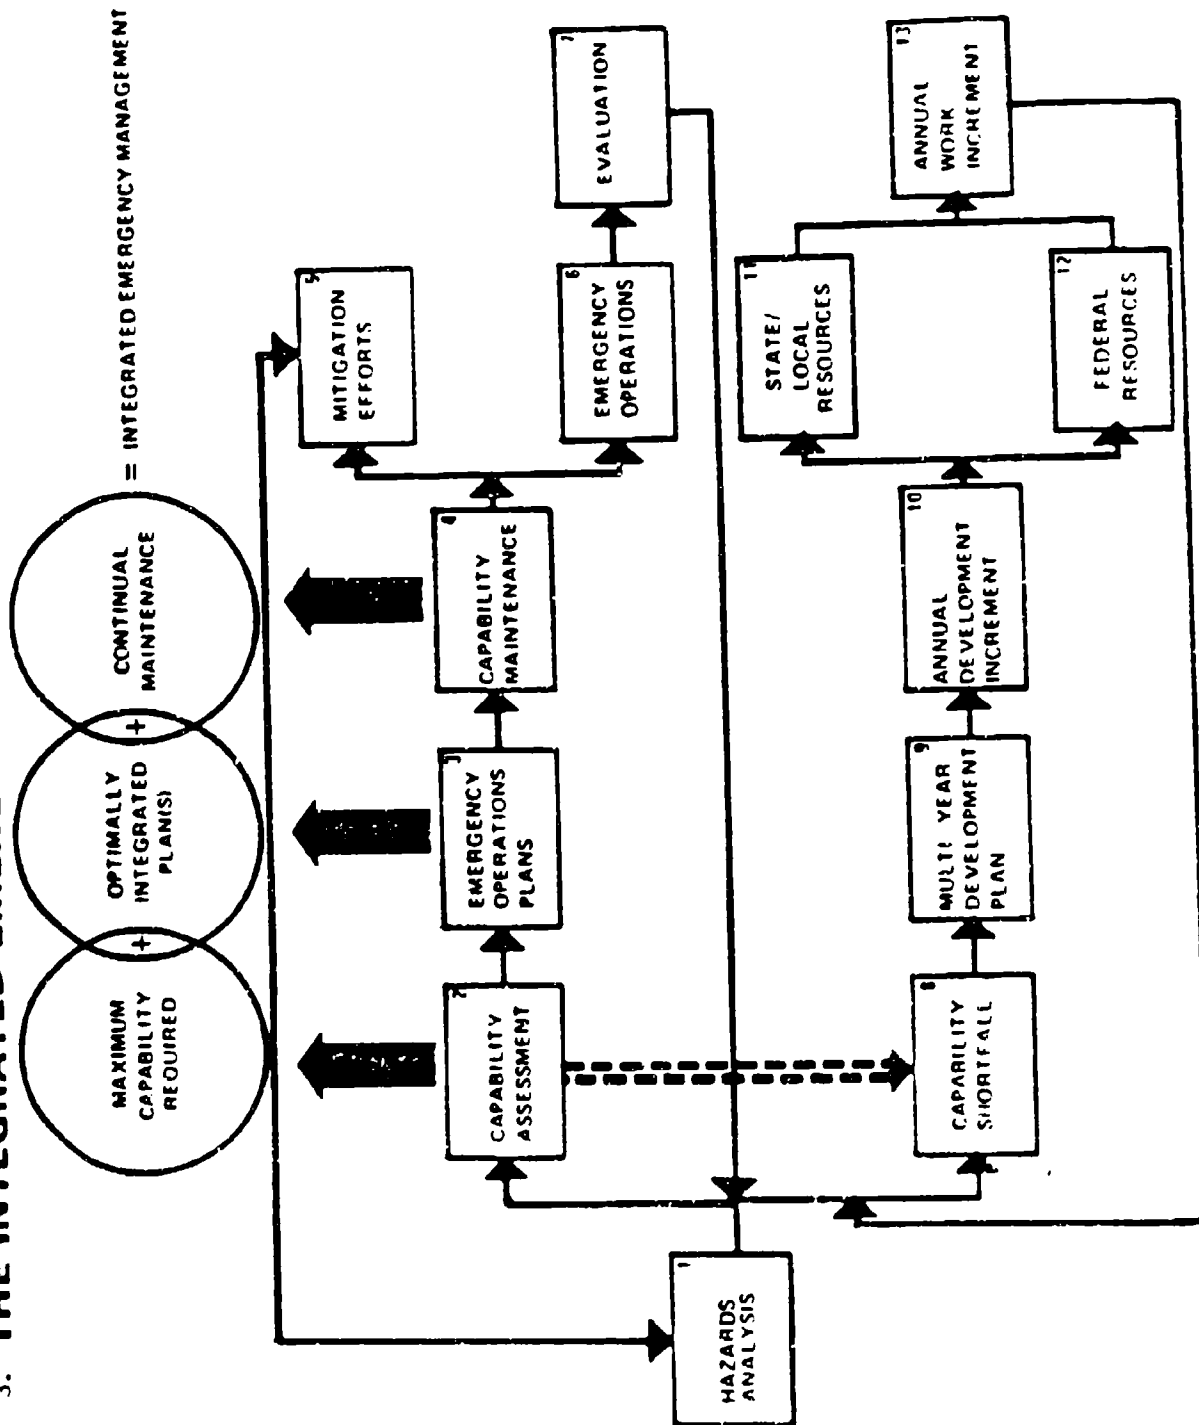 3. THE INTEGRATED
MAXIMUM
CAPABILITY
REQUIRED
+
OPTIMALLY
INTEGRATED
PLAN(S)
+
CONTINUAL
MAINTENANCE
= INTEGRATED EMERGENCY MANAGEMENT
1
HAZARDS
ANALYSIS
2
CAPABILITY
ASSESSMENT
3
EMERGENCY
OPERATIONS
PLANS
4
CAPABILITY
MAINTENANCE
5
MITIGATION
EFFORTS
6
EMERGENCY
OPERATIONS
7
EVALUATION
8
CAPABILITY
SHORTFALL
9
MULTI YEAR
DEVELOPMENT
PLAN
10
ANNUAL
DEVELOPMENT
INCREMENT
11
STATE/
LOCAL
RESOURCES
12
FEDERAL
RESOURCES
13
ANNUAL
WORK
INCREMENT